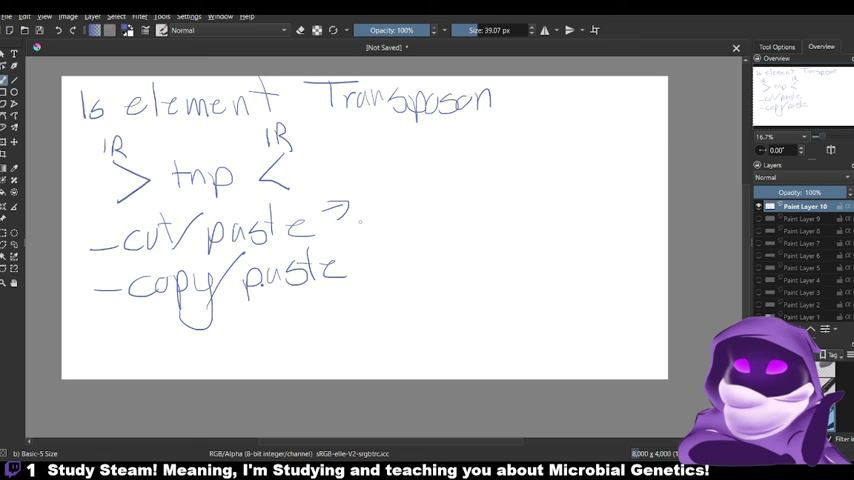 Image Layer Select Filter Tools Settings Window Help
Normal
Opacity: 100%
Size: 39.07 px
[Not Saved] *
Tool Options Overview
Overview
Is element Transposon
IR IR
> tnp <
-cut/paste →
-copy/paste
16.7%
0.00°
Layers
Normal
Opacity: 100%
Paint Layer 10
Paint Layer 9
Paint Layer 8
Paint Layer 7
Paint Layer 6
Paint Layer 5
Paint Layer 4
Paint Layer 3
Paint Layer 2
Paint Layer 1
Tag
Filter in
b) Basic-5 Size
RGB/Alpha (8-bit integer/channel) sRGB-elle-V2-srgbtrc.icc
8,000 x 4,000 (1
1 Study Steam! Meaning, I'm Studying and teaching you about Microbial Genetics!